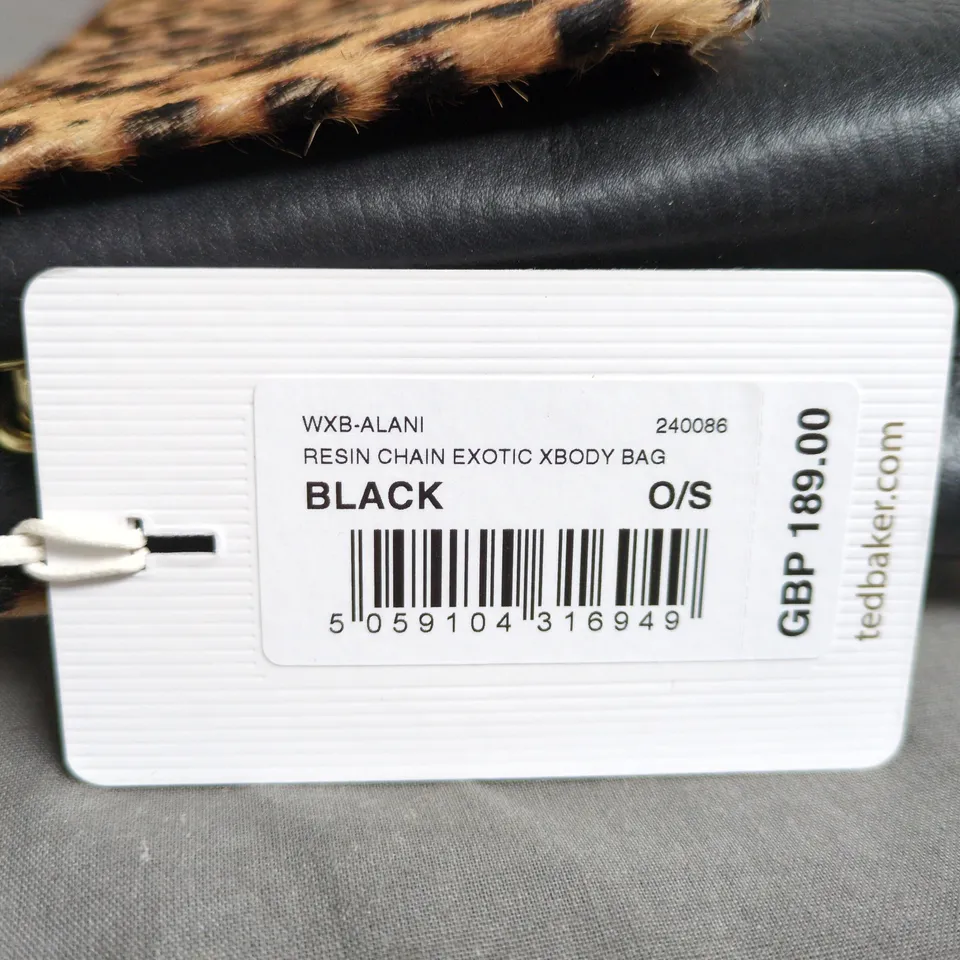 WXB-ALANI 240086
RESIN CHAIN EXOTIC XBODY BAG
BLACK O/S
5 059104 316949
GBP 189.00
tedbaker.com